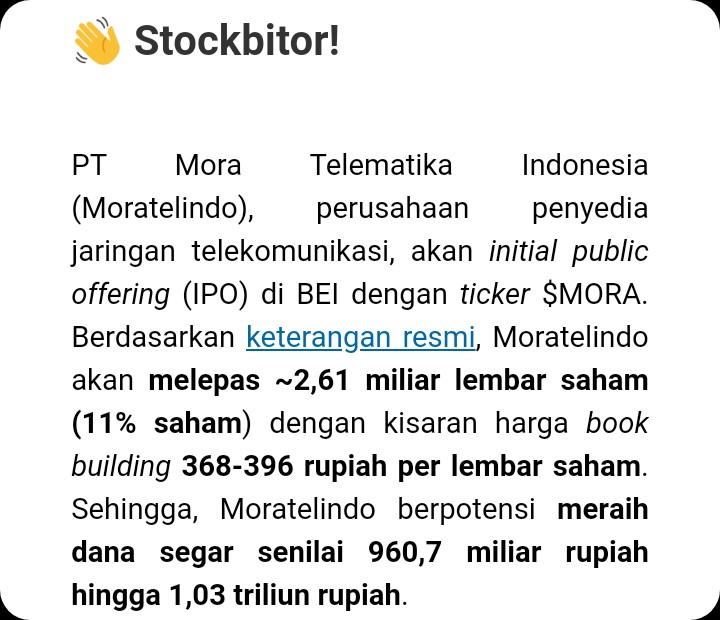 👋 Stockbitor!
PT Mora Telematika Indonesia
(Moratelindo), perusahaan penyedia
jaringan telekomunikasi, akan initial public
offering (IPO) di BEI dengan ticker $MORA.
Berdasarkan keterangan resmi, Moratelindo
akan melepas ~2,61 miliar lembar saham
(11% saham) dengan kisaran harga book
building 368-396 rupiah per lembar saham.
Sehingga, Moratelindo berpotensi meraih
dana segar senilai 960,7 miliar rupiah
hingga 1,03 triliun rupiah.